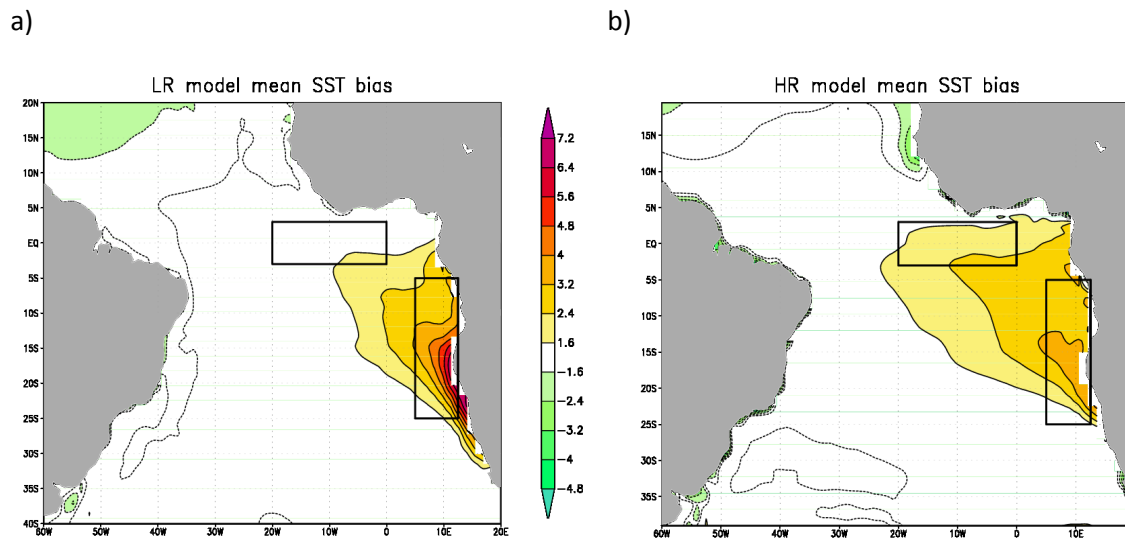 a)
b)
LR model mean SST bias
HR model mean SST bias
20N
15N
10N
5N
EQ
5S
10S
15S
20S
25S
30S
35S
40S
60W
50W
40W
30W
20W
10W
0
10E
20E
7.2
6.4
5.6
4.8
4
3.2
2.4
1.6
−1.6
−2.4
−3.2
−4
−4.8
15N
10N
5N
EQ
5S
10S
15S
20S
25S
30S
35S
60W
50W
40W
30W
20W
10W
0
10E